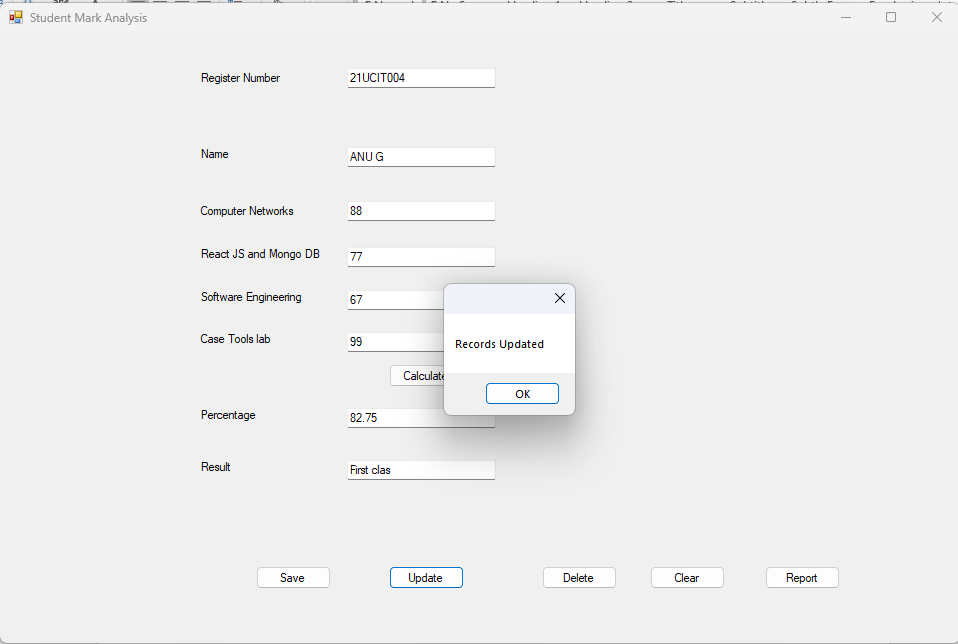 Student Mark Analysis
Register Number 21UCIT004
Name ANU G
Computer Networks 88
React JS and Mongo DB 77
Software Engineering 67
Case Tools lab 99
Calculate
Percentage 82.75
Result First clas
Records Updated
OK
Save Update Delete Clear Report